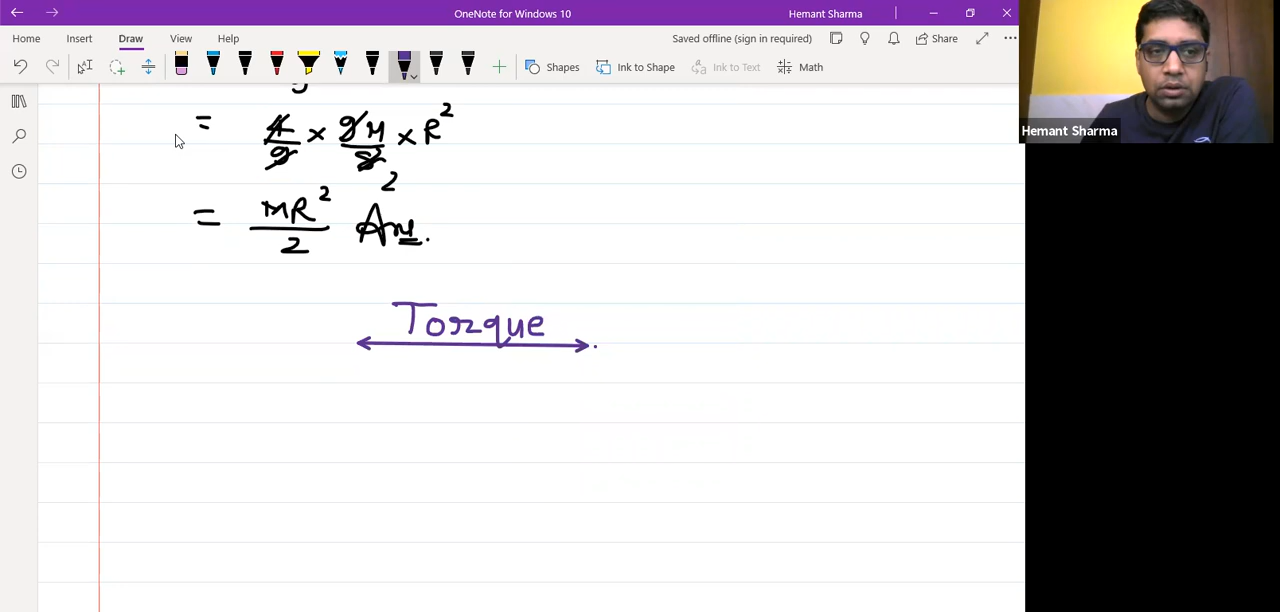 OneNote for Windows 10
Hemant Sharma
Home Insert Draw View Help
Saved offline (sign in required)
Share
Shapes
Ink to Shape
Ink to Text
Math
Hemant Sharma
= 4/9 × 9M/8 × R²
2
= MR²/2 Ans.
Torque